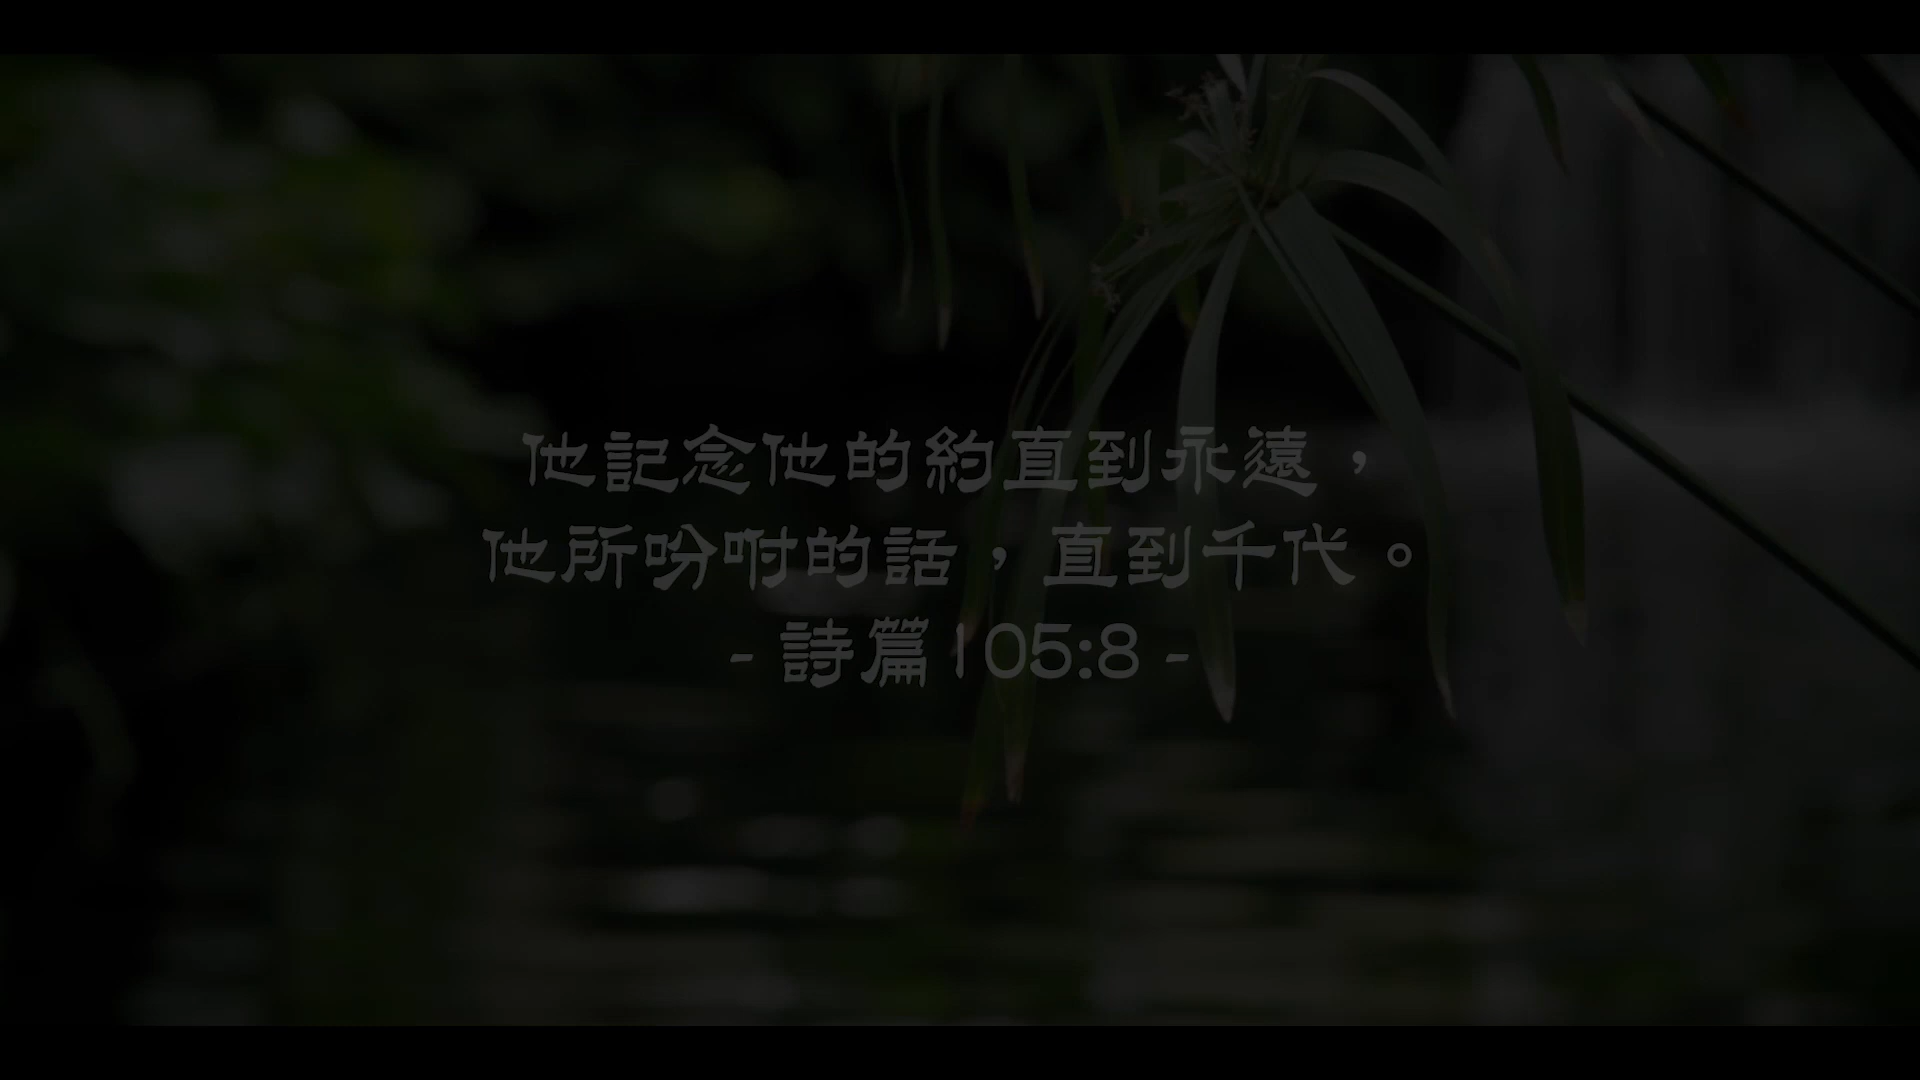 他記念他的約直到永遠，
他所吩咐的話，直到千代。
- 詩篇105:8 -